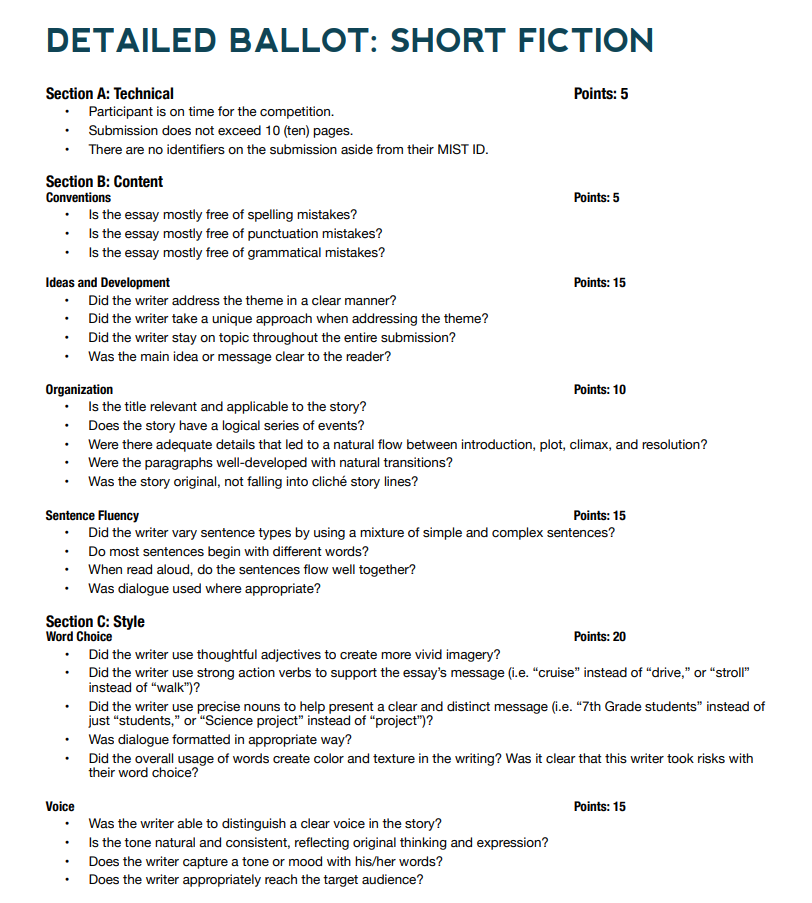 DETAILED BALLOT: SHORT FICTION
Section A: Technical Points: 5
• Participant is on time for the competition.
• Submission does not exceed 10 (ten) pages.
• There are no identifiers on the submission aside from their MIST ID.
Section B: Content
Conventions Points: 5
• Is the essay mostly free of spelling mistakes?
• Is the essay mostly free of punctuation mistakes?
• Is the essay mostly free of grammatical mistakes?
Ideas and Development Points: 15
• Did the writer address the theme in a clear manner?
• Did the writer take a unique approach when addressing the theme?
• Did the writer stay on topic throughout the entire submission?
• Was the main idea or message clear to the reader?
Organization Points: 10
• Is the title relevant and applicable to the story?
• Does the story have a logical series of events?
• Were there adequate details that led to a natural flow between introduction, plot, climax, and resolution?
• Were the paragraphs well-developed with natural transitions?
• Was the story original, not falling into cliché story lines?
Sentence Fluency Points: 15
• Did the writer vary sentence types by using a mixture of simple and complex sentences?
• Do most sentences begin with different words?
• When read aloud, do the sentences flow well together?
• Was dialogue used where appropriate?
Section C: Style
Word Choice Points: 20
• Did the writer use thoughtful adjectives to create more vivid imagery?
• Did the writer use strong action verbs to support the essay’s message (i.e. “cruise” instead of “drive,” or “stroll”
instead of “walk”)?
• Did the writer use precise nouns to help present a clear and distinct message (i.e. “7th Grade students” instead of
just “students,” or “Science project” instead of “project”)?
• Was dialogue formatted in appropriate way?
• Did the overall usage of words create color and texture in the writing? Was it clear that this writer took risks with
their word choice?
Voice Points: 15
• Was the writer able to distinguish a clear voice in the story?
• Is the tone natural and consistent, reflecting original thinking and expression?
• Does the writer capture a tone or mood with his/her words?
• Does the writer appropriately reach the target audience?